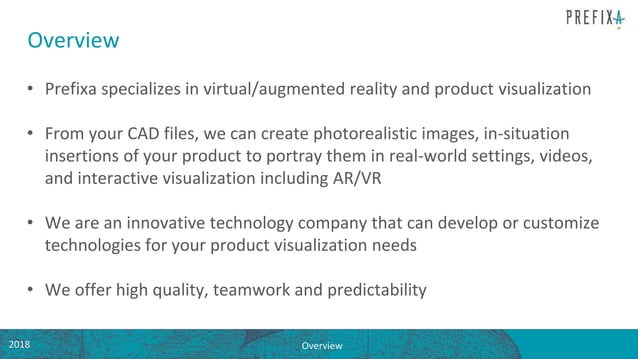 PREFIXA
Overview
• Prefixa specializes in virtual/augmented reality and product visualization
• From your CAD files, we can create photorealistic images, in-situation
insertions of your product to portray them in real-world settings, videos,
and interactive visualization including AR/VR
• We are an innovative technology company that can develop or customize
technologies for your product visualization needs
• We offer high quality, teamwork and predictability
2018
Overview